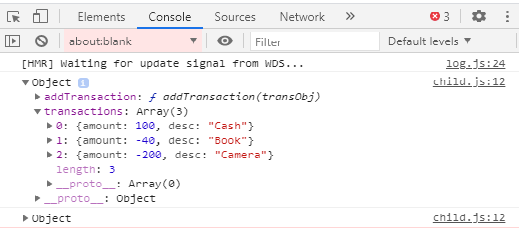 Elements Console Sources Network » 3
about:blank Filter Default levels ▼
[HMR] Waiting for update signal from WDS... log.js:24
▼Object i child.js:12
▶addTransaction: ƒ addTransaction(transObj)
▼transactions: Array(3)
▶0: {amount: 100, desc: "Cash"}
▶1: {amount: -40, desc: "Book"}
▶2: {amount: -200, desc: "Camera"}
length: 3
▶__proto__: Array(0)
▶__proto__: Object
▶Object child.js:12